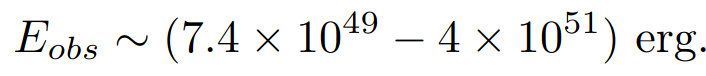 E_{obs} ∼ (7.4 × 10^{49} − 4 × 10^{51}) erg.